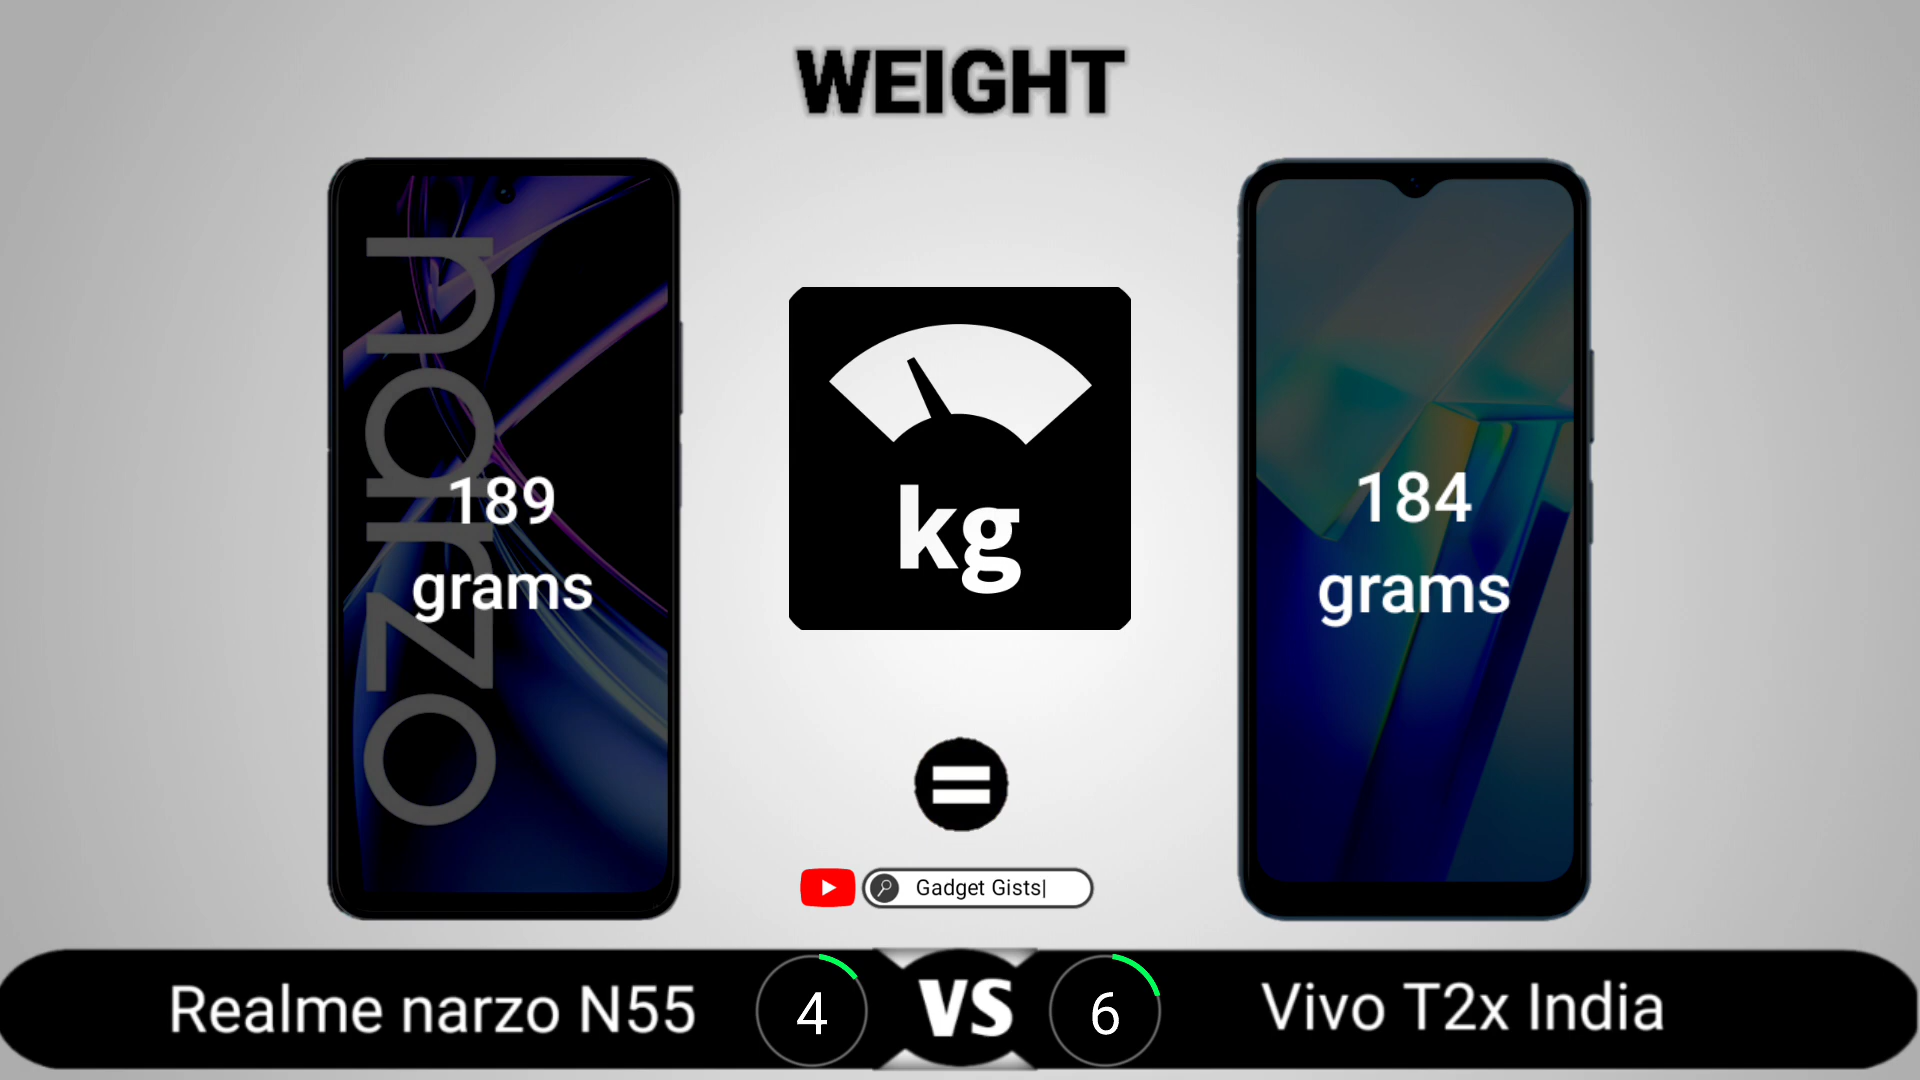 WEIGHT
narzo
189
grams
kg
184
grams
Gadget Gists|
Realme narzo N55
4
VS
6
Vivo T2x India